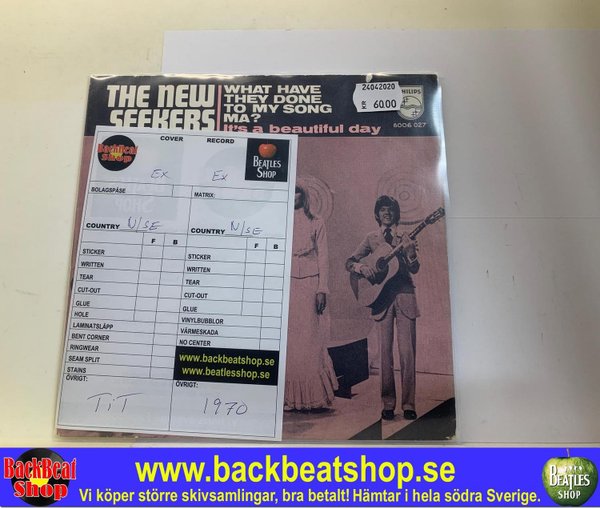 THE NEW
SEEKERS
WHAT HAVE
THEY DONE
TO MY SONG
MA?
It's a beautiful day
24042020
60.00
PHILIPS
6006 027
COVER RECORD
BackBeat
Shop
Ex Ex
BEATLES
SHOP
BOLAGSPÅSE MATRIX:
COUNTRY N/SE COUNTRY N/SE
F B F B
STICKER STICKER
WRITTEN WRITTEN
TEAR TEAR
CUT-OUT CUT-OUT
GLUE GLUE
HOLE VINYLBUBBLOR
LAMINATSLÄPP VÄRMESKADA
BENT CORNER NO CENTER
RINGWEAR
SEAM SPLIT
STAINS
www.backbeatshop.se
www.beatlesshop.se
ÖVRIGT: ÖVRIGT:
TiT 1970
BackBeat
Shop
www.backbeatshop.se
Vi köper större skivsamlingar, bra betalt! Hämtar i hela södra Sverige.
BEATLES
SHOP